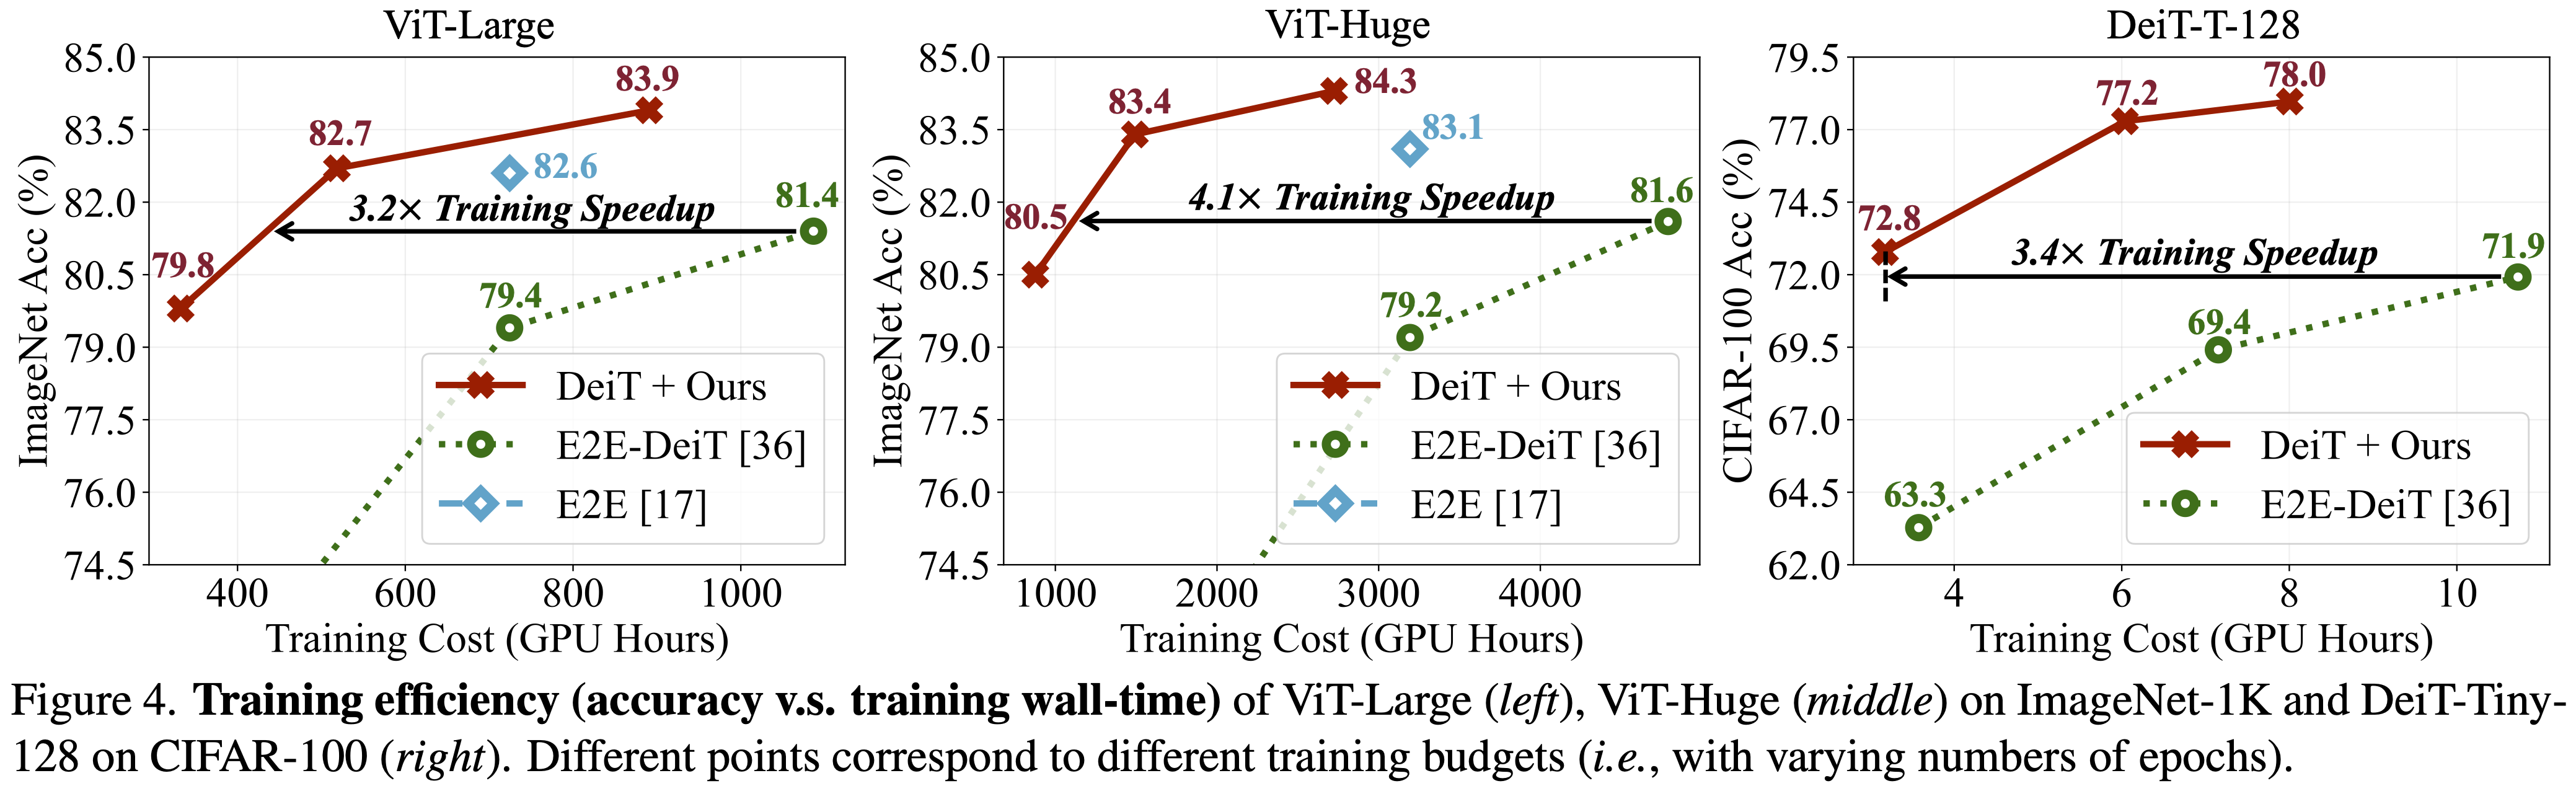 ViT-Large
85.0
83.5
82.0
80.5
79.0
77.5
76.0
74.5
ImageNet Acc (%)
79.8
82.7
83.9
82.6
3.2× Training Speedup
81.4
79.4
DeiT + Ours
E2E-DeiT [36]
E2E [17]
400 600 800 1000
Training Cost (GPU Hours)
ViT-Huge
85.0
83.5
82.0
80.5
79.0
77.5
76.0
74.5
ImageNet Acc (%)
80.5
83.4
84.3
83.1
4.1× Training Speedup
81.6
79.2
DeiT + Ours
E2E-DeiT [36]
E2E [17]
1000 2000 3000 4000
Training Cost (GPU Hours)
DeiT-T-128
79.5
77.0
74.5
72.0
69.5
67.0
64.5
62.0
CIFAR-100 Acc (%)
72.8
77.2
78.0
3.4× Training Speedup
71.9
69.4
63.3
DeiT + Ours
E2E-DeiT [36]
4 6 8 10
Training Cost (GPU Hours)
Figure 4. Training efficiency (accuracy v.s. training wall-time) of ViT-Large (left), ViT-Huge (middle) on ImageNet-1K and DeiT-Tiny-
128 on CIFAR-100 (right). Different points correspond to different training budgets (i.e., with varying numbers of epochs).